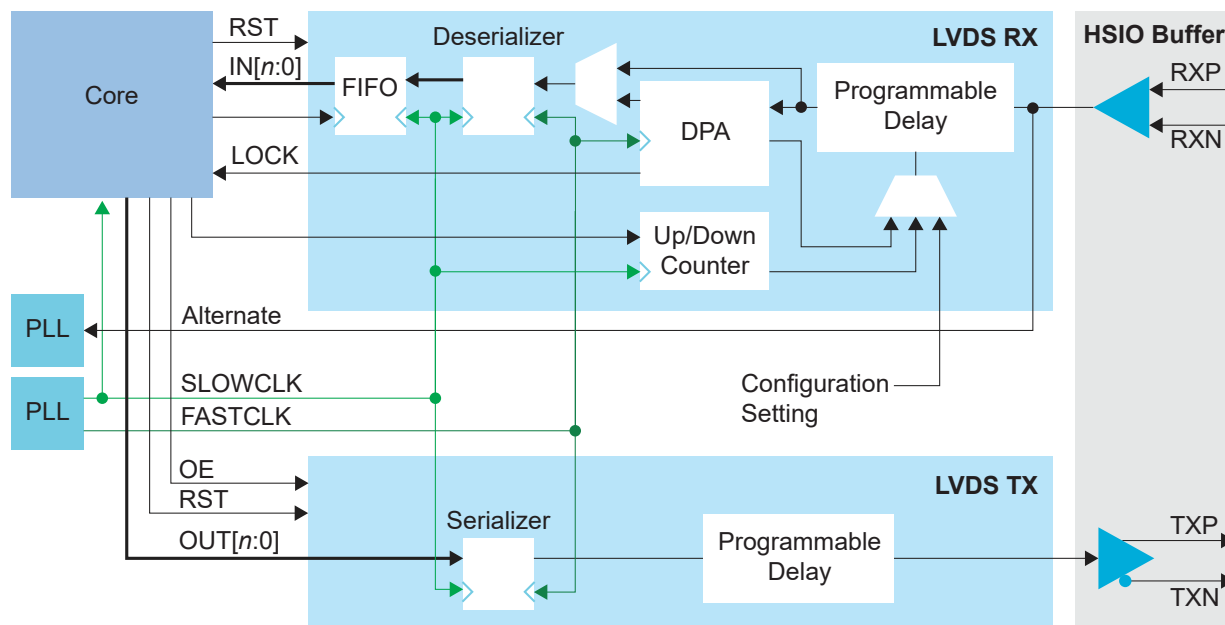 RST
Deserializer
LVDS RX
HSIO Buffer
IN[n:0]
Core
FIFO
Programmable
Delay
RXP
DPA
RXN
LOCK
Up/Down
Counter
PLL
Alternate
SLOWCLK
Configuration
Setting
PLL
FASTCLK
OE
LVDS TX
RST
Serializer
OUT[n:0]
Programmable
Delay
TXP
TXN